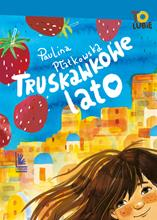 TO
LUBIĘ
Paulina
Płatkowska
TRUSKAWKOWE
lato